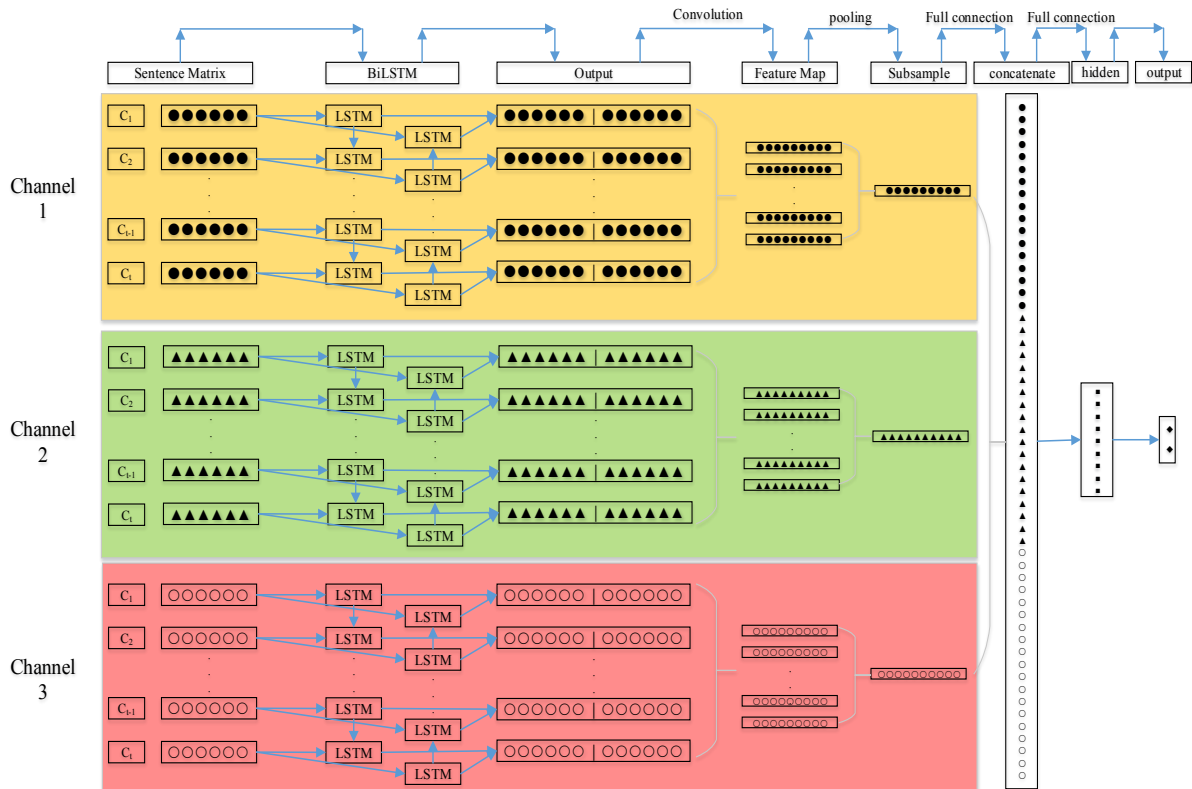 Convolution pooling Full connection Full connection
Sentence Matrix BiLSTM Output Feature Map Subsample concatenate hidden output
Channel
1
C1 LSTM
LSTM
C2 LSTM
LSTM
Ct-1 LSTM
LSTM
Ct LSTM
LSTM
Channel
2
C1 LSTM
LSTM
C2 LSTM
LSTM
Ct-1 LSTM
LSTM
Ct LSTM
LSTM
Channel
3
C1 LSTM
LSTM
C2 LSTM
LSTM
Ct-1 LSTM
LSTM
Ct LSTM
LSTM